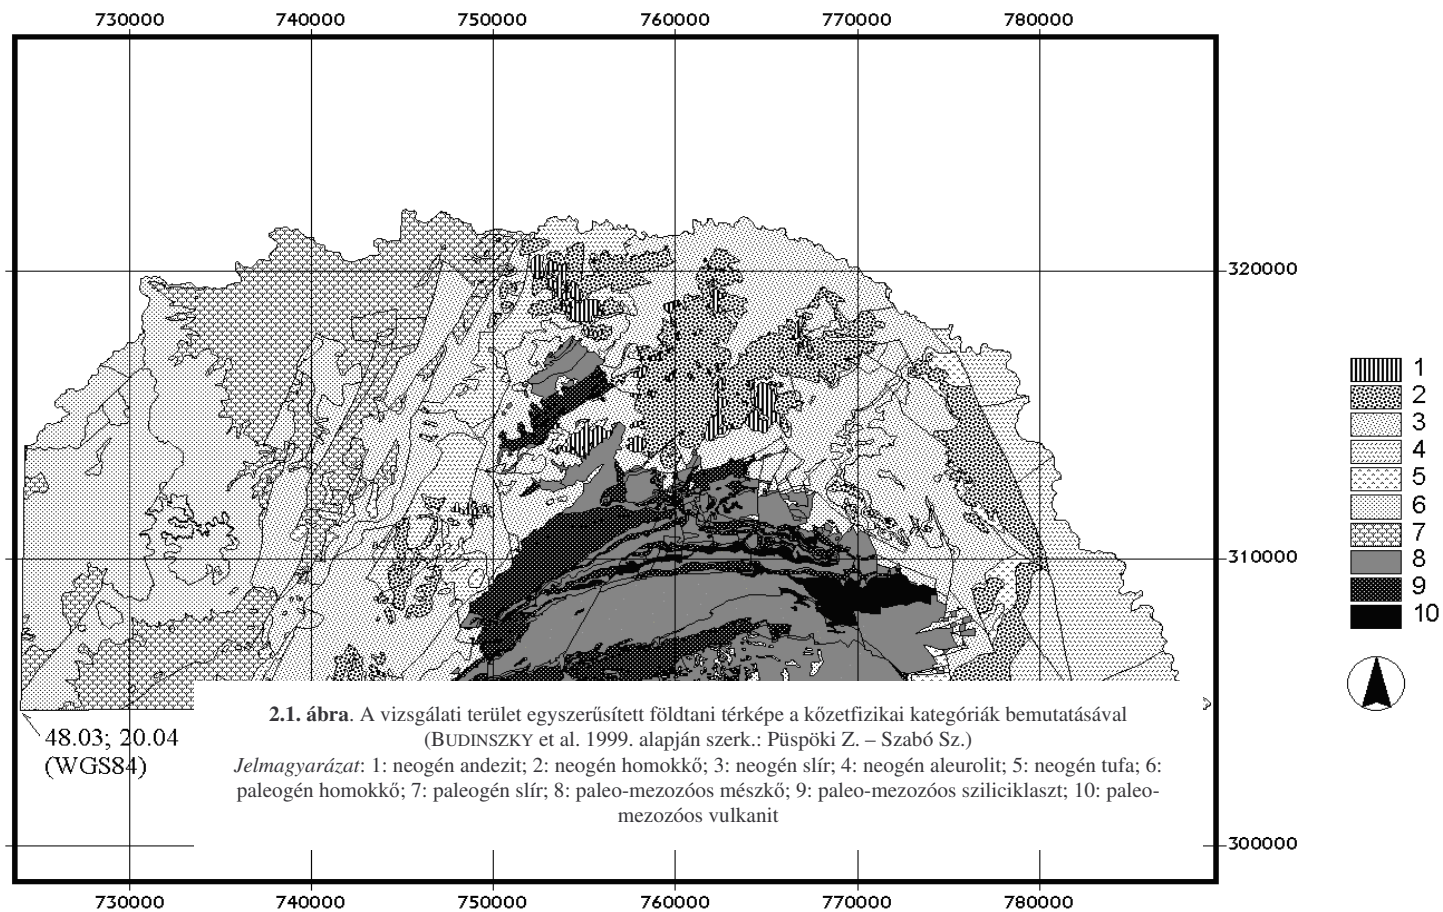 730000 740000 750000 760000 770000 780000
320000
310000
300000
1
2
3
4
5
6
7
8
9
10
48.03; 20.04
(WGS84)
2.1. ábra. A vizsgálati terület egyszerűsített földtani térképe a kőzetfizikai kategóriák bemutatásával
(BUDINSZKY et al. 1999. alapján szerk.: Püspöki Z. – Szabó Sz.)
Jelmagyarázat: 1: neogén andezit; 2: neogén homokkő; 3: neogén slír; 4: neogén aleurolit; 5: neogén tufa; 6:
paleogén homokkő; 7: paleogén slír; 8: paleo-mezozóos mészkő; 9: paleo-mezozóos sziliciklaszt; 10: paleo-
mezozóos vulkanit
730000 740000 750000 760000 770000 780000